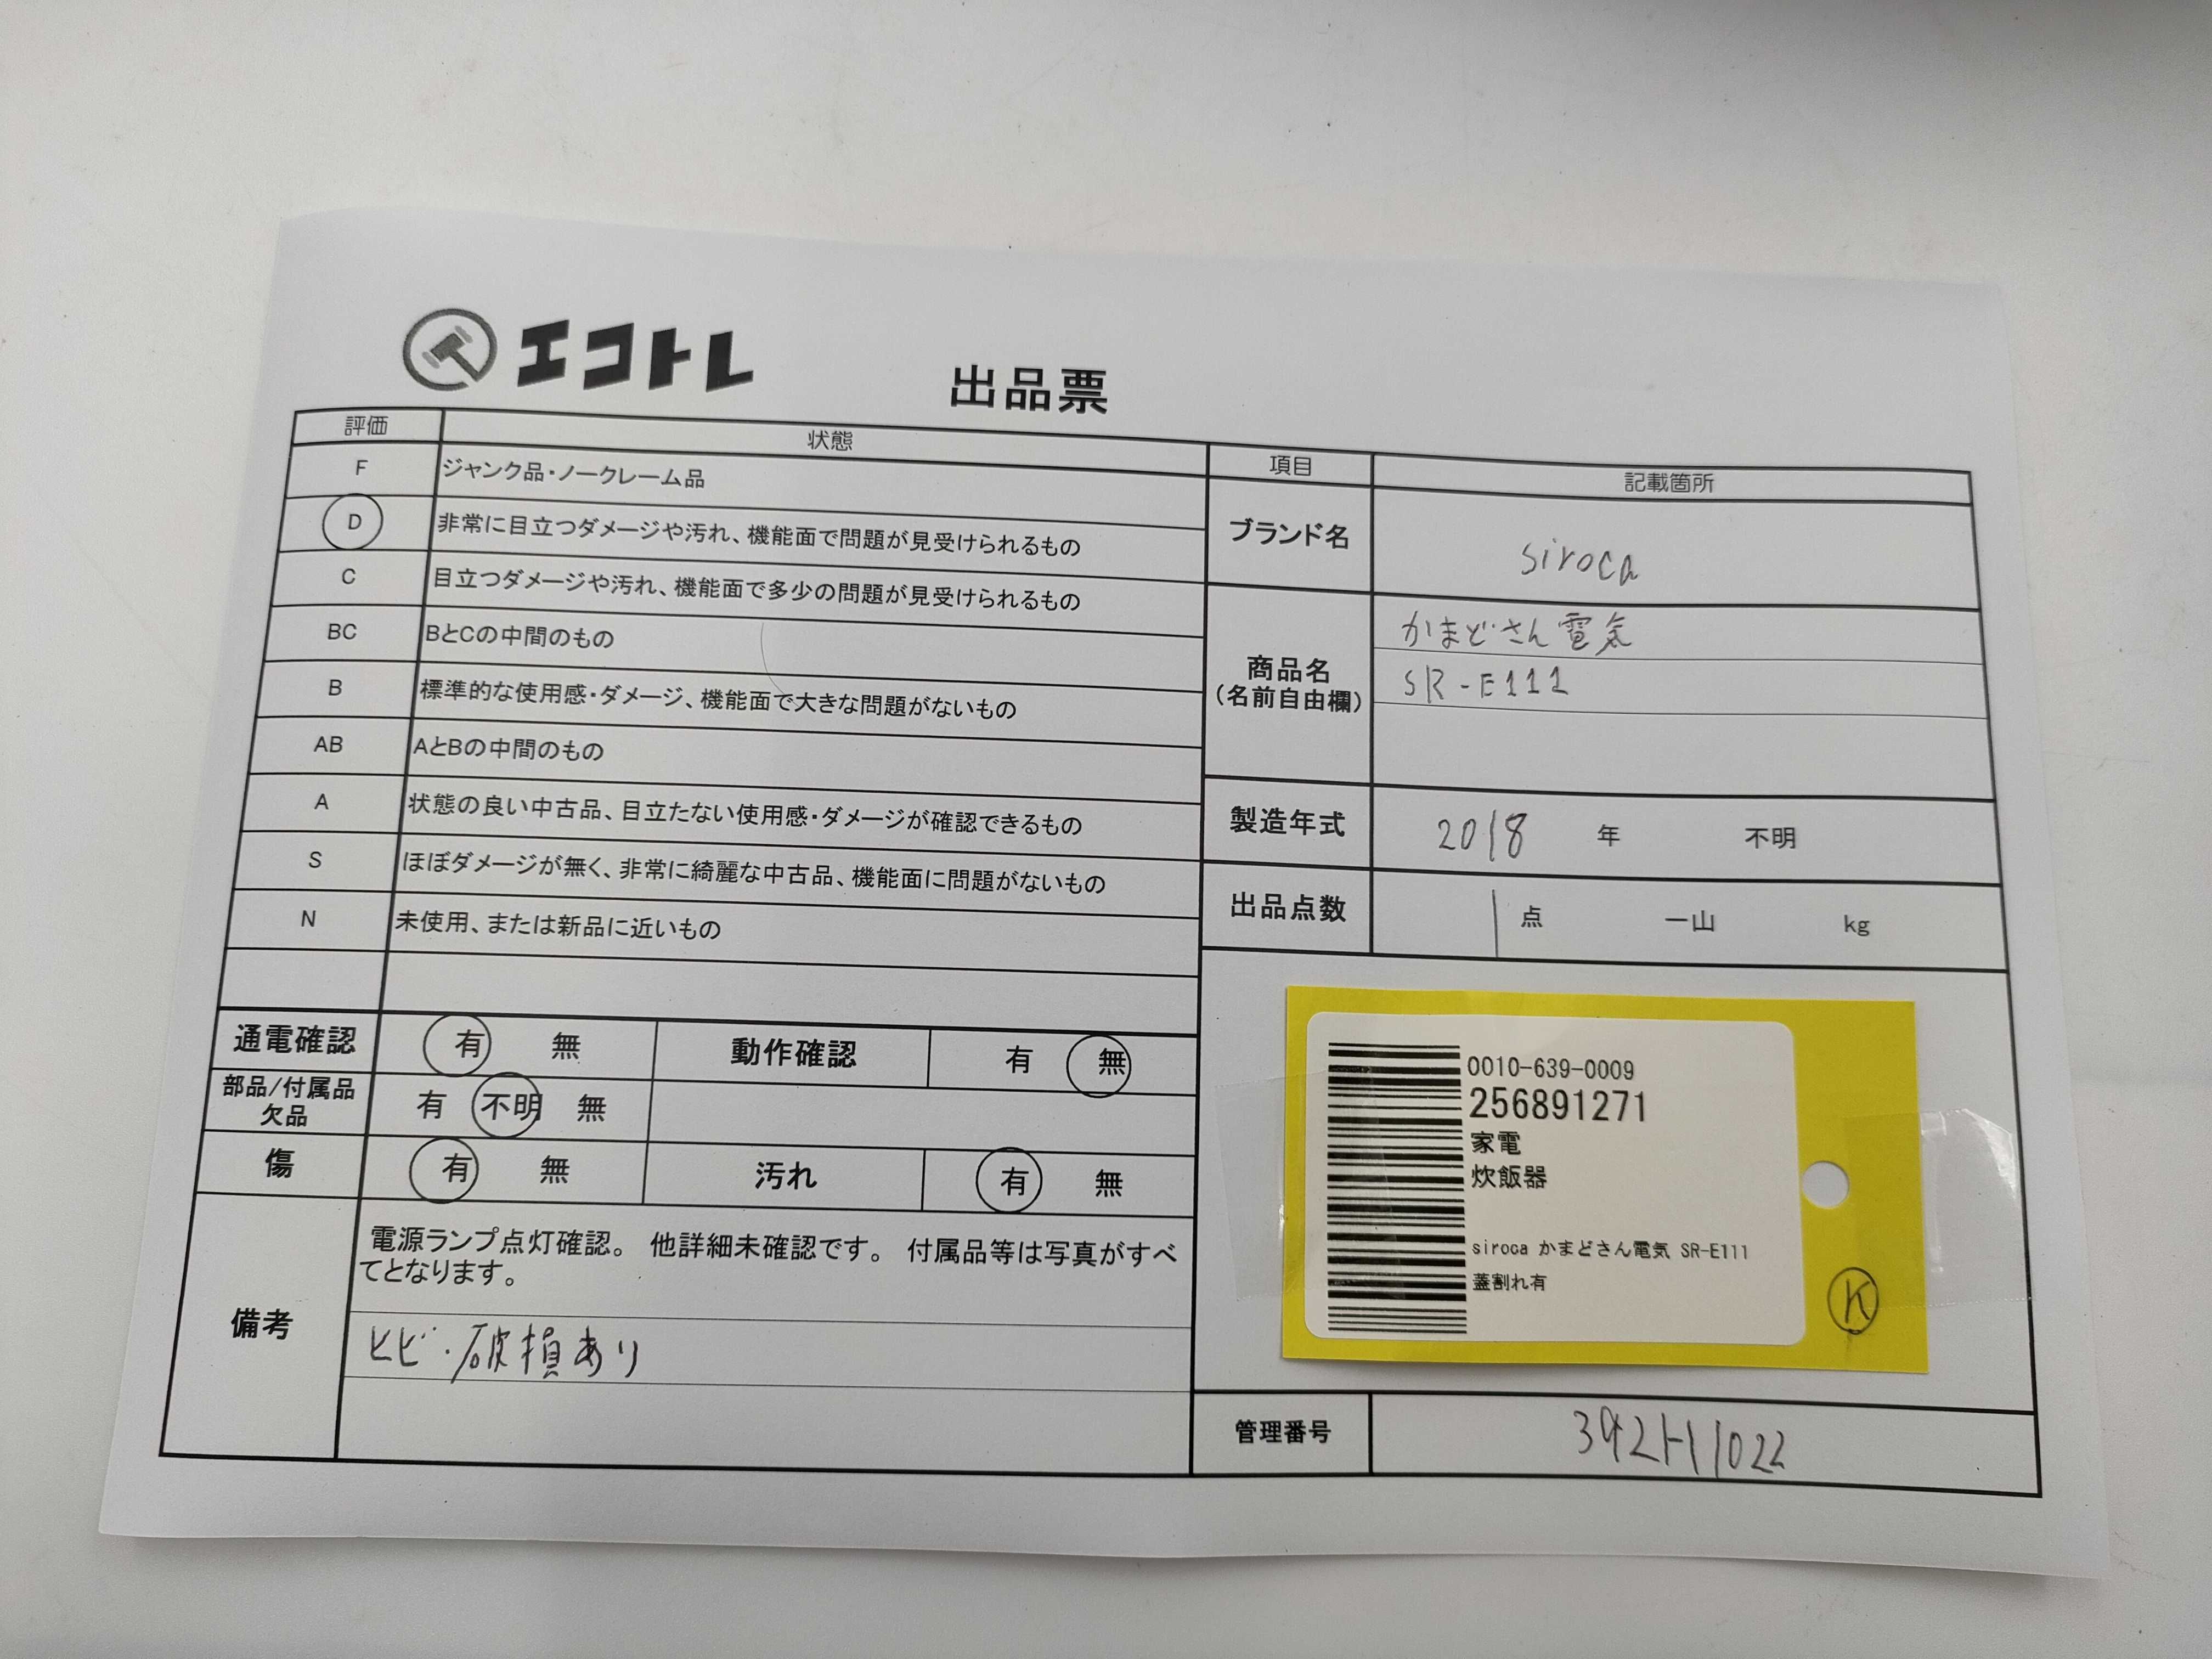 エコトレ
出品票
評価 状態
F ジャンク品・ノークレーム品
D 非常に目立つダメージや汚れ、機能面で問題が見受けられるもの
C 目立つダメージや汚れ、機能面で多少の問題が見受けられるもの
BC BとCの中間のもの
B 標準的な使用感・ダメージ、機能面で大きな問題がないもの
AB AとBの中間のもの
A 状態の良い中古品、目立たない使用感・ダメージが確認できるもの
S ほぼダメージが無く、非常に綺麗な中古品、機能面に問題がないもの
N 未使用、または新品に近いもの
通電確認 有 無 動作確認 有 無
部品/付属品
欠品 有 不明 無
傷 有 無 汚れ 有 無
備考
電源ランプ点灯確認。 他詳細未確認です。 付属品等は写真がすべ
てとなります。
ヒビ・破損あり
項目 記載箇所
ブランド名 siroca
商品名
(名前自由欄)
かまどさん電気
SR-E111
製造年式 2018 年 不明
出品点数 1 点 一山 kg
0010-639-0009
256891271
家電
炊飯器
siroca かまどさん電気 SR-E111
蓋割れ有
K
管理番号 392H1022